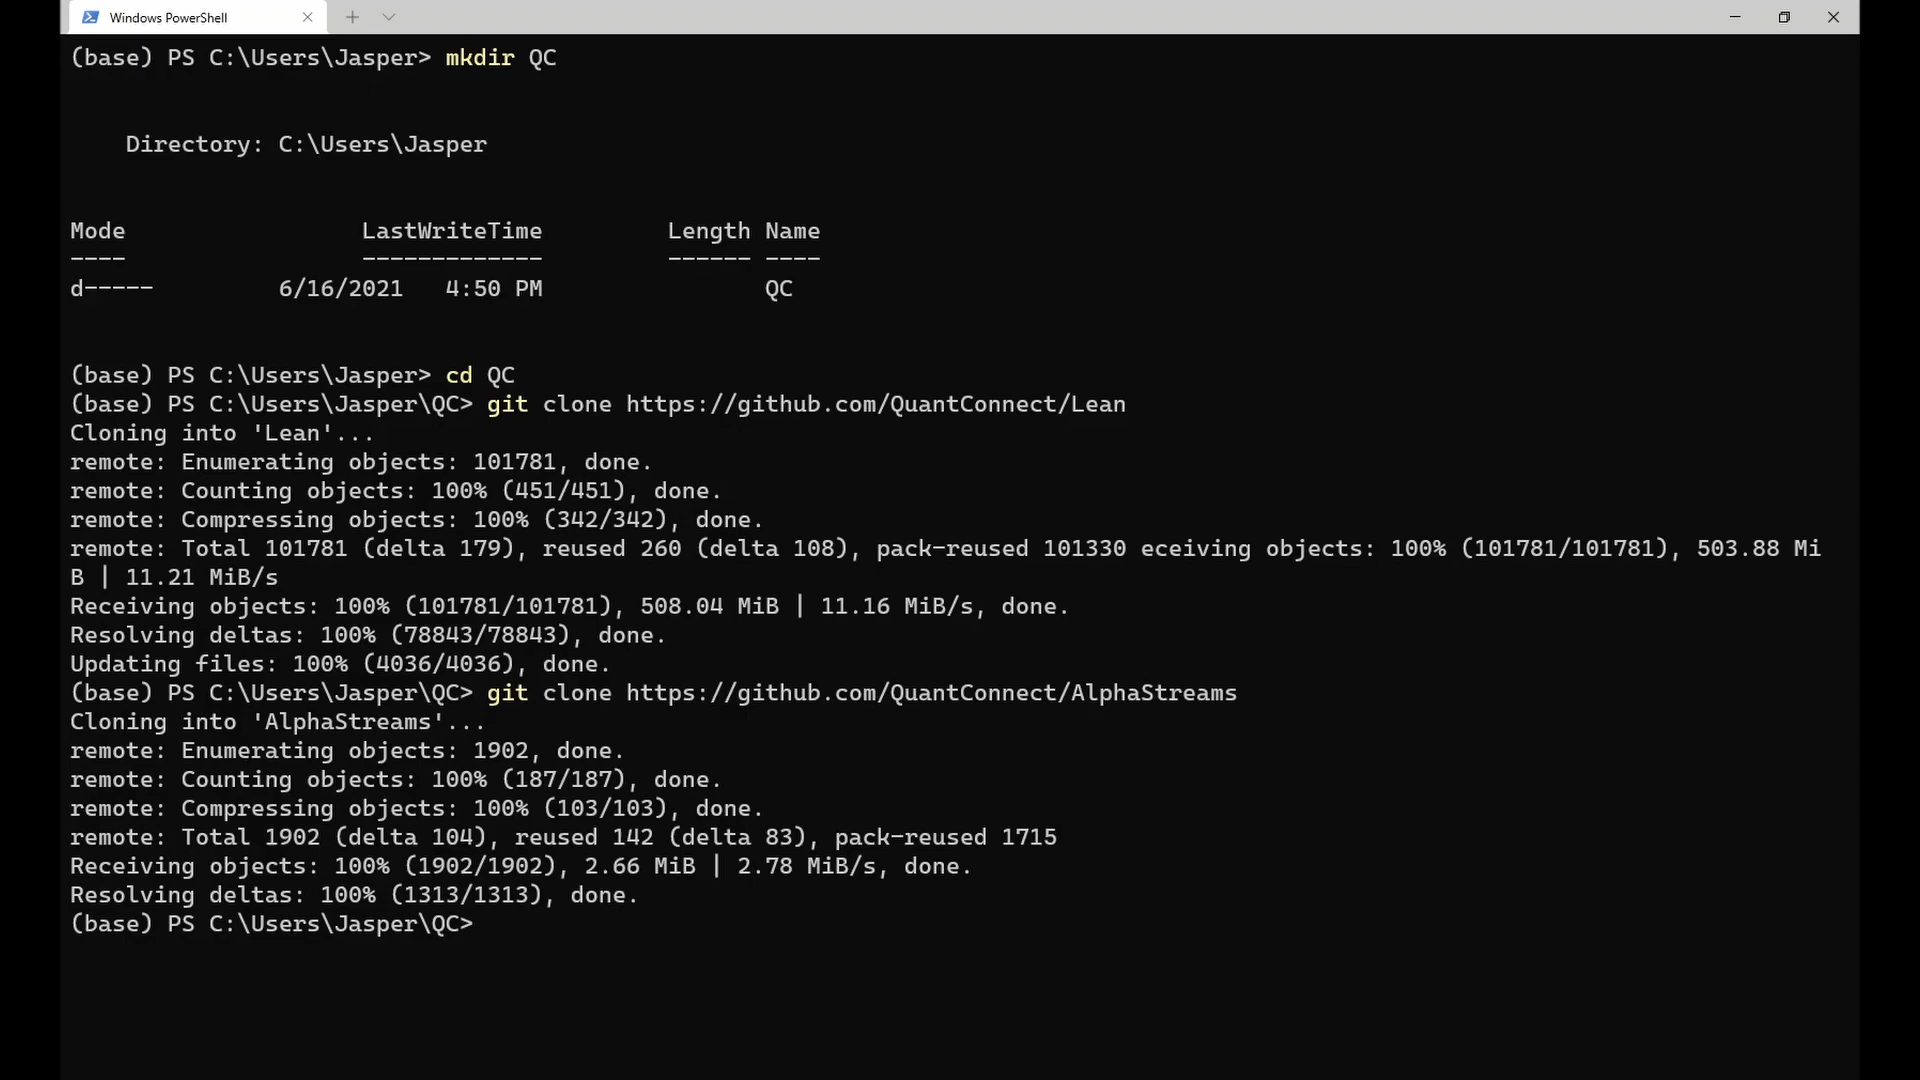 Windows PowerShell
(base) PS C:\Users\Jasper> mkdir QC
Directory: C:\Users\Jasper
Mode LastWriteTime Length Name
---- ------------- ------ ----
d----- 6/16/2021 4:50 PM QC
(base) PS C:\Users\Jasper> cd QC
(base) PS C:\Users\Jasper\QC> git clone https://github.com/QuantConnect/Lean
Cloning into 'Lean'...
remote: Enumerating objects: 101781, done.
remote: Counting objects: 100% (451/451), done.
remote: Compressing objects: 100% (342/342), done.
remote: Total 101781 (delta 179), reused 260 (delta 108), pack-reused 101330 eceiving objects: 100% (101781/101781), 503.88 Mi
B | 11.21 MiB/s
Receiving objects: 100% (101781/101781), 508.04 MiB | 11.16 MiB/s, done.
Resolving deltas: 100% (78843/78843), done.
Updating files: 100% (4036/4036), done.
(base) PS C:\Users\Jasper\QC> git clone https://github.com/QuantConnect/AlphaStreams
Cloning into 'AlphaStreams'...
remote: Enumerating objects: 1902, done.
remote: Counting objects: 100% (187/187), done.
remote: Compressing objects: 100% (103/103), done.
remote: Total 1902 (delta 104), reused 142 (delta 83), pack-reused 1715
Receiving objects: 100% (1902/1902), 2.66 MiB | 2.78 MiB/s, done.
Resolving deltas: 100% (1313/1313), done.
(base) PS C:\Users\Jasper\QC>